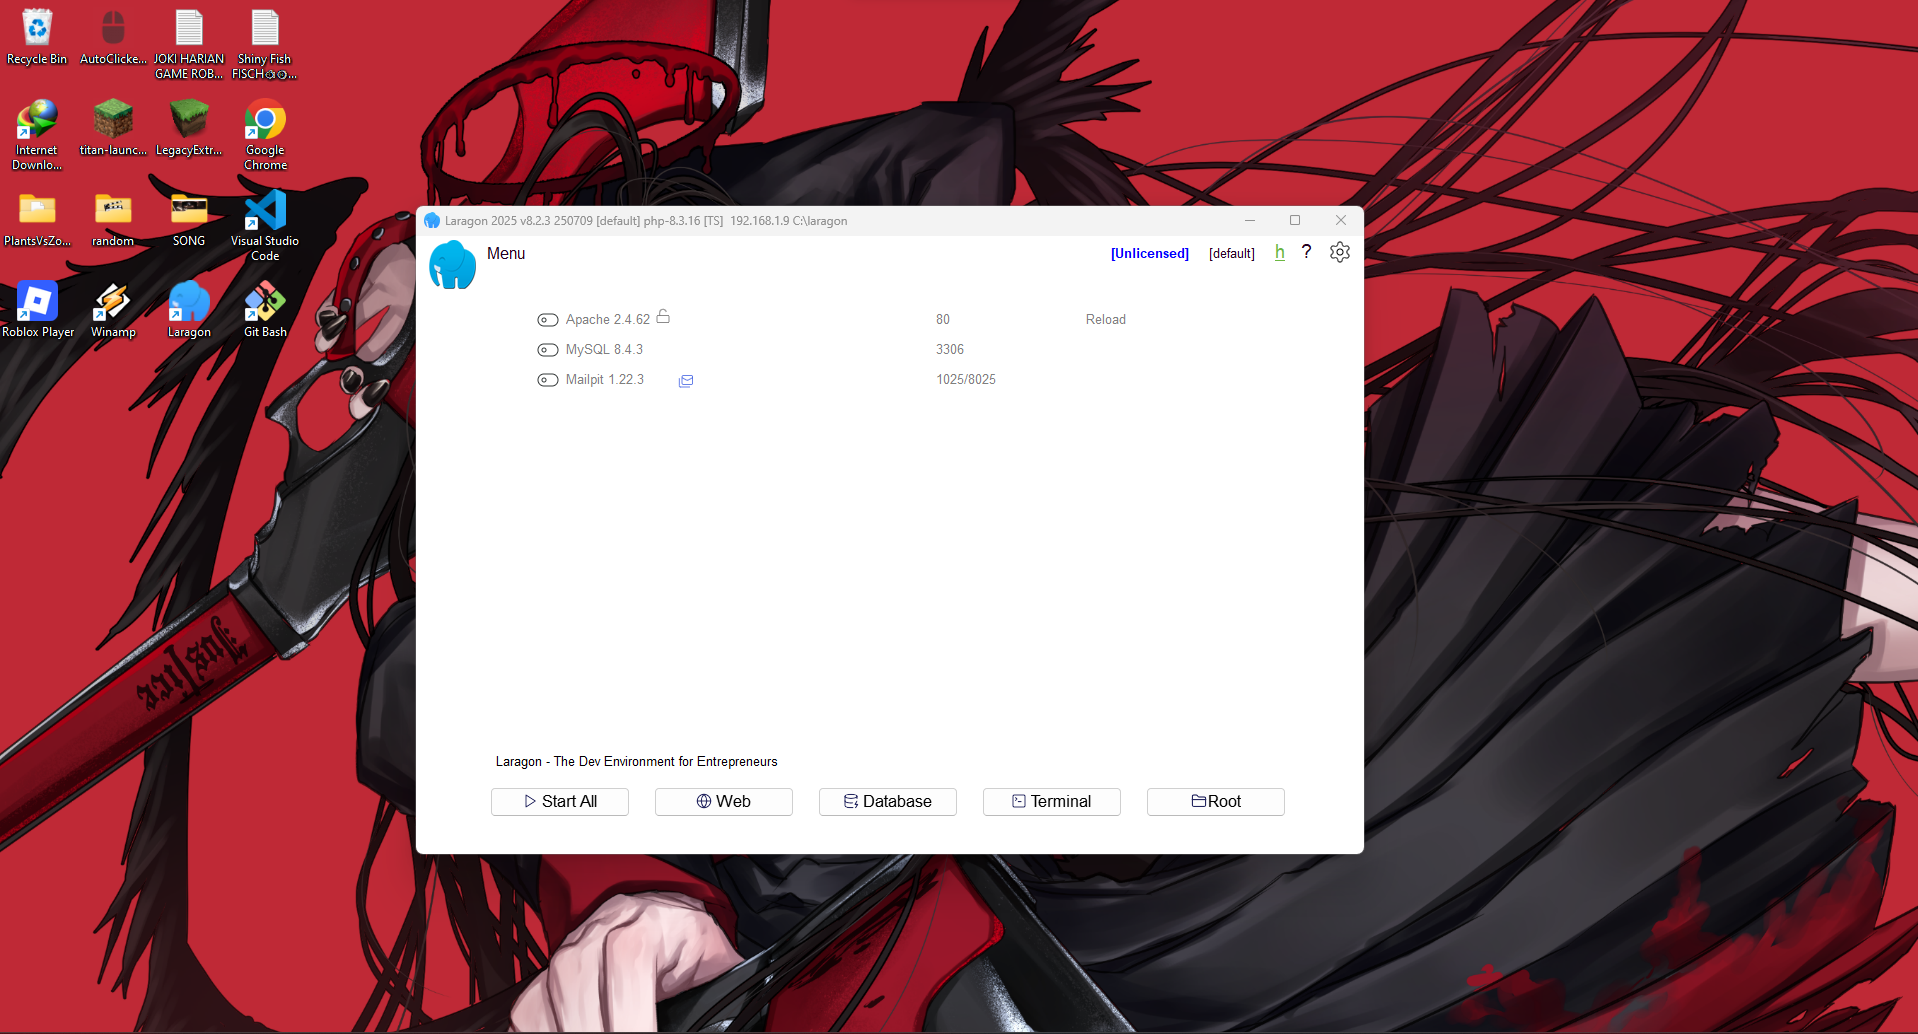 Recycle Bin
AutoClicke...
JOKI HARIAN
GAME ROB...
Shiny Fish
FISCH
Internet
Downlo...
titan-launc...
LegacyExtr...
Google
Chrome
PlantsVsZo...
random
SONG
Visual Studio
Code
Roblox Player
Winamp
Laragon
Git Bash
Laragon 2025 v8.2.3 250709 [default] php-8.3.16 [TS]  192.168.1.9 C:\laragon
Menu
[Unlicensed]
[default]
h
?
Apache 2.4.62
80
Reload
MySQL 8.4.3
3306
Mailpit 1.22.3
1025/8025
Laragon - The Dev Environment for Entrepreneurs
Start All
Web
Database
Terminal
Root
Justice